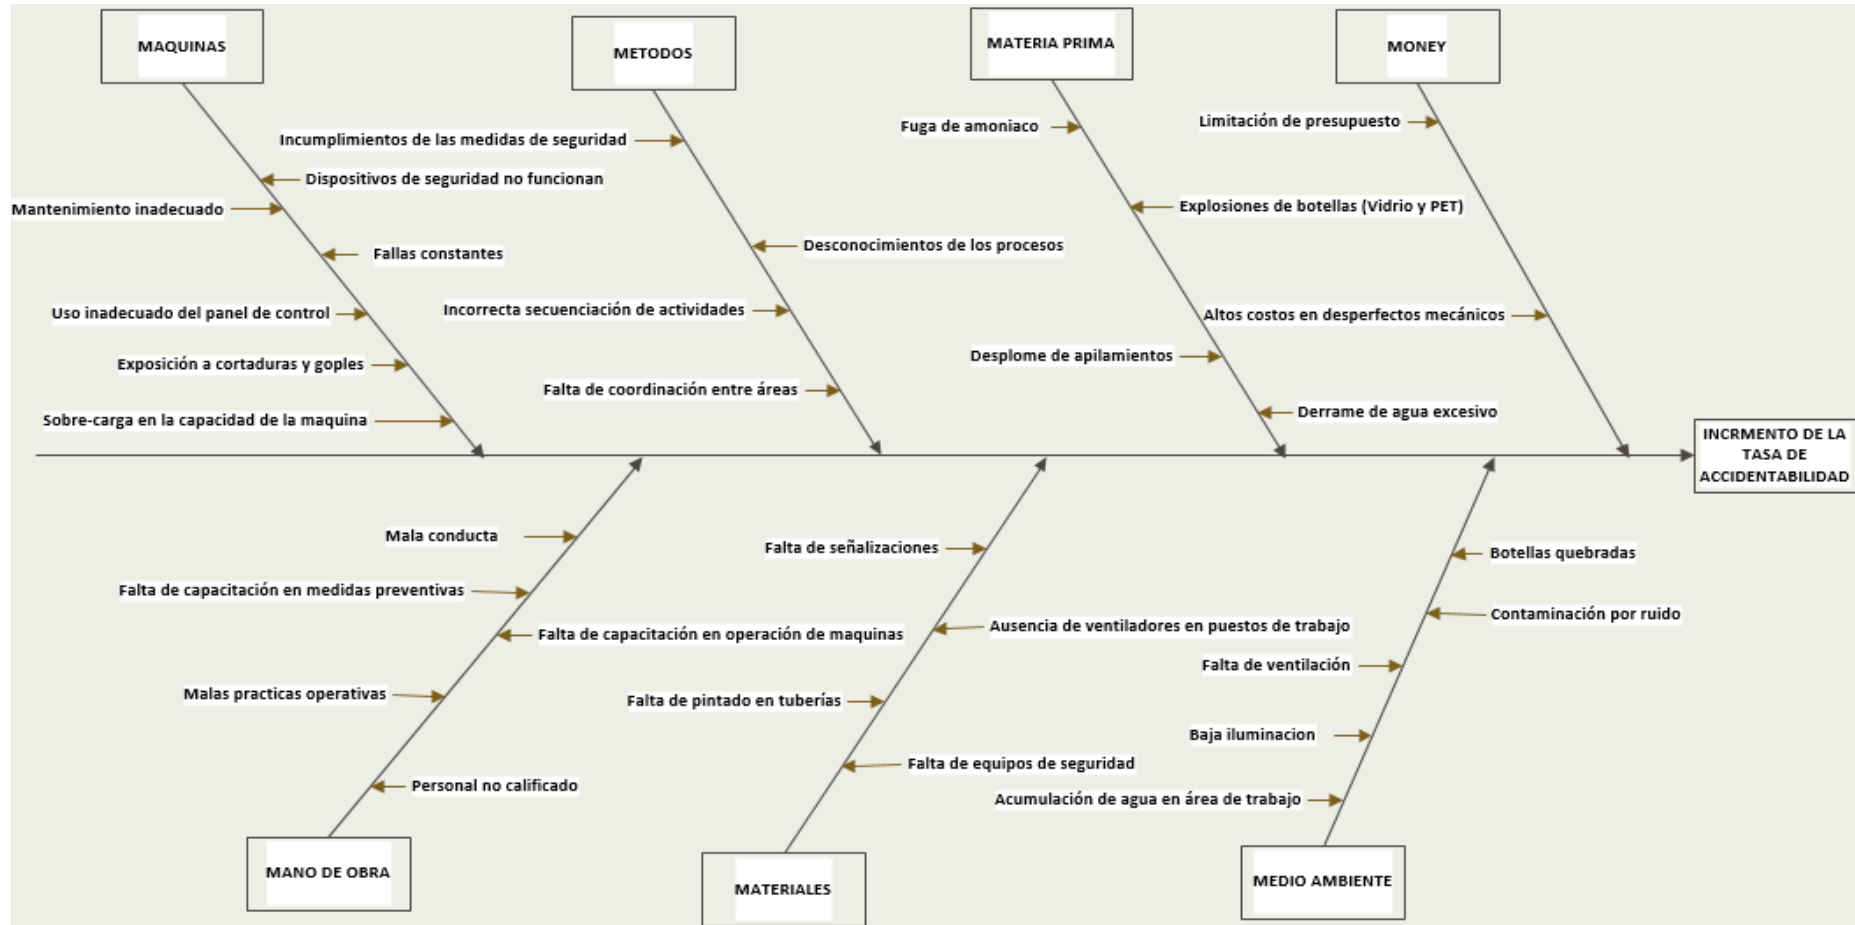 MAQUINAS
METODOS
MATERIA PRIMA
MONEY
Incumplimientos de las medidas de seguridad
Fuga de amoniaco
Limitación de presupuesto
Dispositivos de seguridad no funcionan
Mantenimiento inadecuado
Explosiones de botellas (Vidrio y PET)
Fallas constantes
Desconocimientos de los procesos
Uso inadecuado del panel de control
Incorrecta secuenciación de actividades
Altos costos en desperfectos mecánicos
Exposición a cortaduras y goples
Desplome de apilamientos
Sobre-carga en la capacidad de la maquina
Falta de coordinación entre áreas
Derrame de agua excesivo
INCRMENTO DE LA
TASA DE
ACCIDENTABILIDAD
Mala conducta
Falta de señalizaciones
Botellas quebradas
Falta de capacitación en medidas preventivas
Contaminación por ruido
Falta de capacitación en operación de maquinas
Ausencia de ventiladores en puestos de trabajo
Falta de ventilación
Malas practicas operativas
Falta de pintado en tuberías
Baja iluminacion
Personal no calificado
Falta de equipos de seguridad
Acumulación de agua en área de trabajo
MANO DE OBRA
MATERIALES
MEDIO AMBIENTE